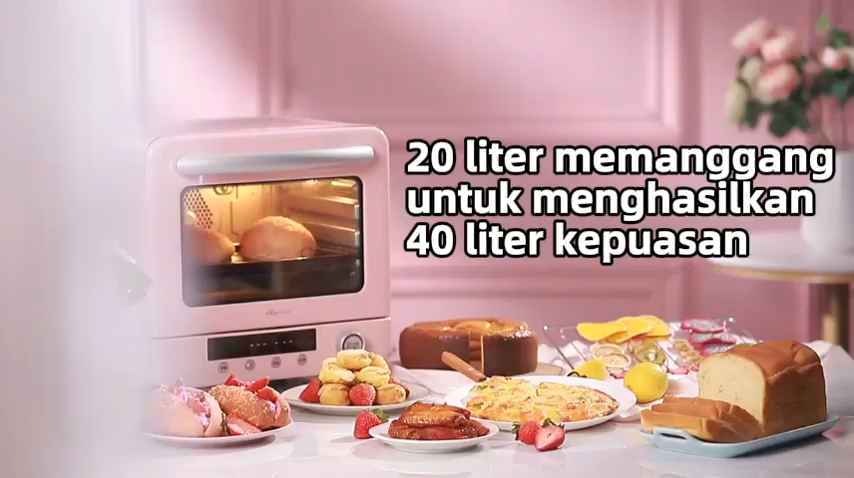 20 liter memanggang
untuk menghasilkan
40 liter kepuasan